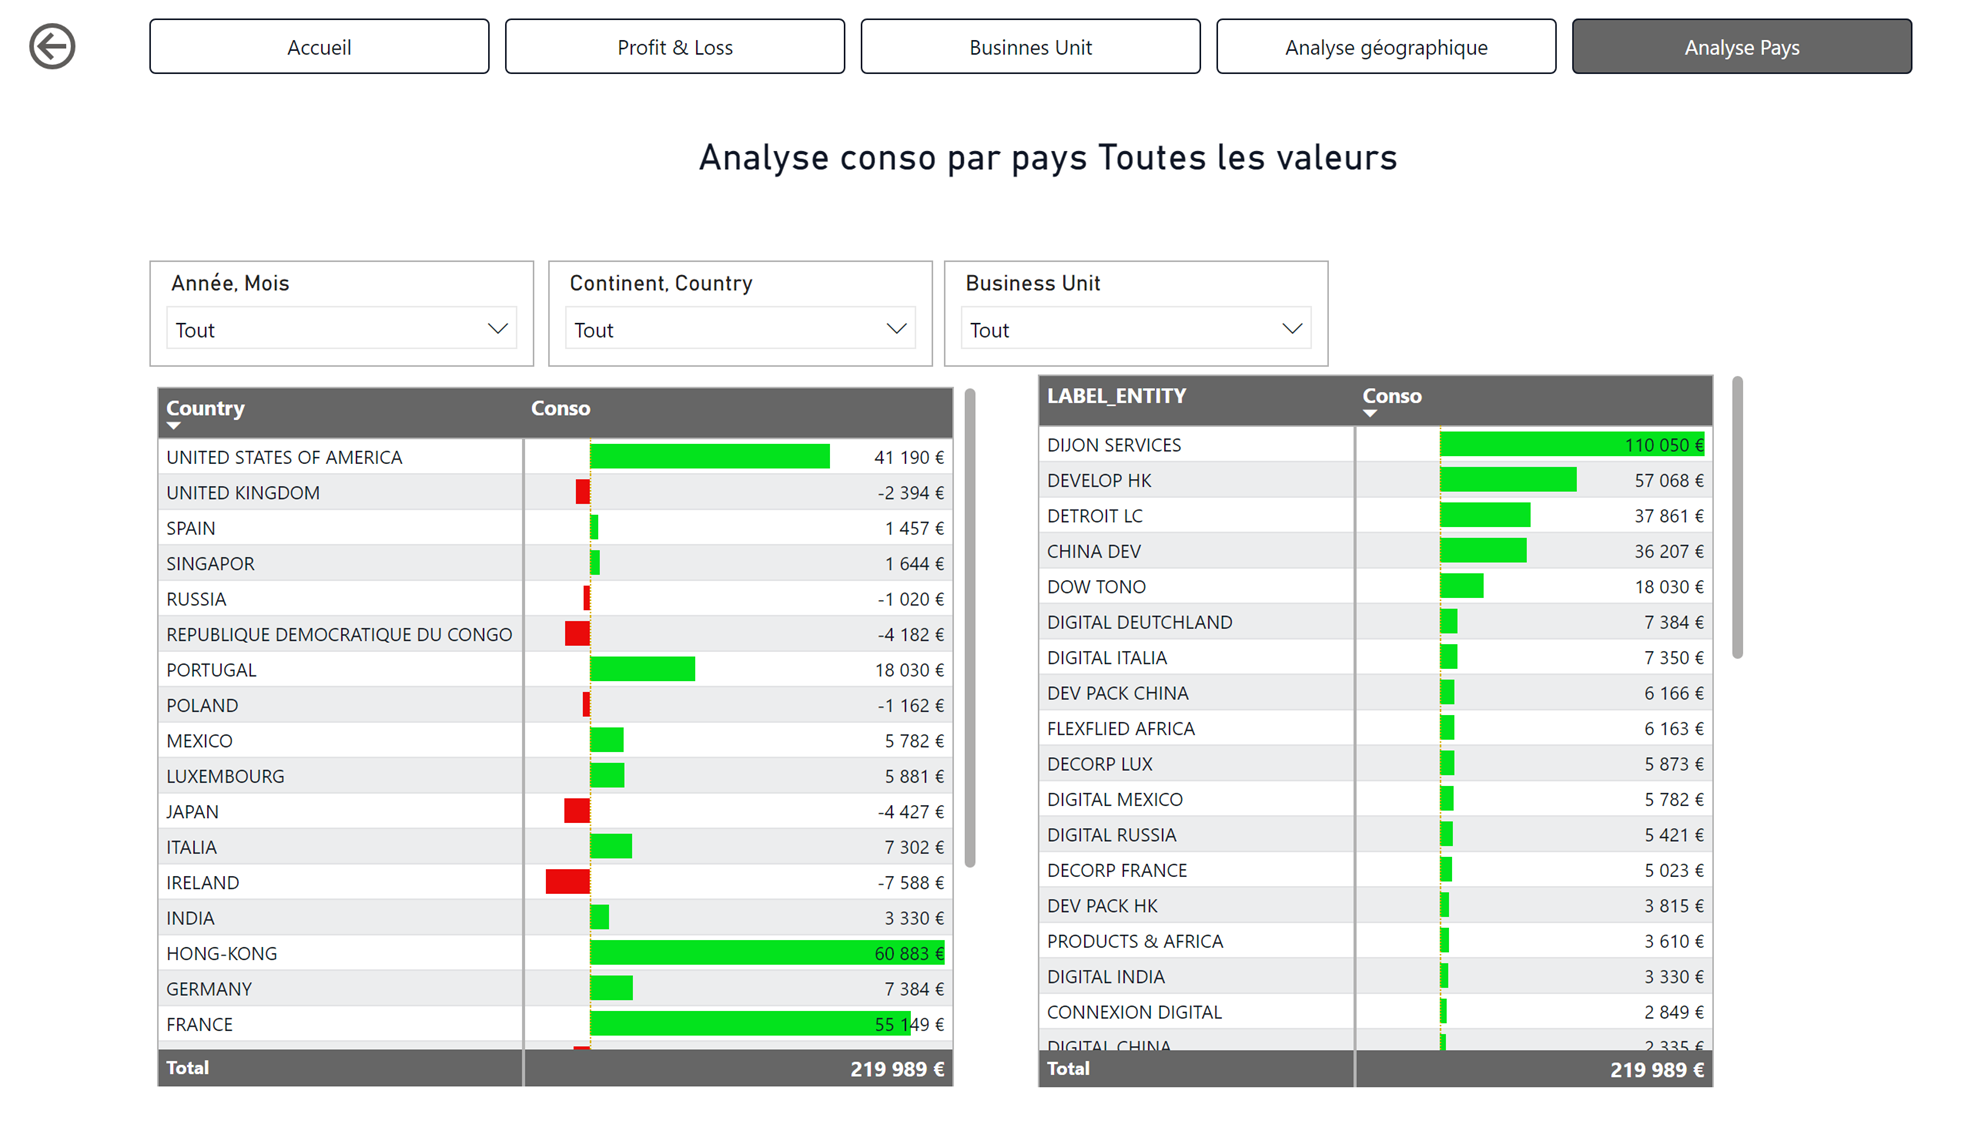 Accueil
Profit & Loss
Businnes Unit
Analyse géographique
Analyse Pays
Analyse conso par pays Toutes les valeurs
Année, Mois
Tout
Continent, Country
Tout
Business Unit
Tout
Country Conso
UNITED STATES OF AMERICA 41 190 €
UNITED KINGDOM -2 394 €
SPAIN 1 457 €
SINGAPOR 1 644 €
RUSSIA -1 020 €
REPUBLIQUE DEMOCRATIQUE DU CONGO -4 182 €
PORTUGAL 18 030 €
POLAND -1 162 €
MEXICO 5 782 €
LUXEMBOURG 5 881 €
JAPAN -4 427 €
ITALIA 7 302 €
IRELAND -7 588 €
INDIA 3 330 €
HONG-KONG 60 883 €
GERMANY 7 384 €
FRANCE 55 149 €
Total 219 989 €
LABEL_ENTITY Conso
DIJON SERVICES 110 050 €
DEVELOP HK 57 068 €
DETROIT LC 37 861 €
CHINA DEV 36 207 €
DOW TONO 18 030 €
DIGITAL DEUTCHLAND 7 384 €
DIGITAL ITALIA 7 350 €
DEV PACK CHINA 6 166 €
FLEXFLIED AFRICA 6 163 €
DECORP LUX 5 873 €
DIGITAL MEXICO 5 782 €
DIGITAL RUSSIA 5 421 €
DECORP FRANCE 5 023 €
DEV PACK HK 3 815 €
PRODUCTS & AFRICA 3 610 €
DIGITAL INDIA 3 330 €
CONNEXION DIGITAL 2 849 €
DIGITAL CHINA 2 335 €
Total 219 989 €